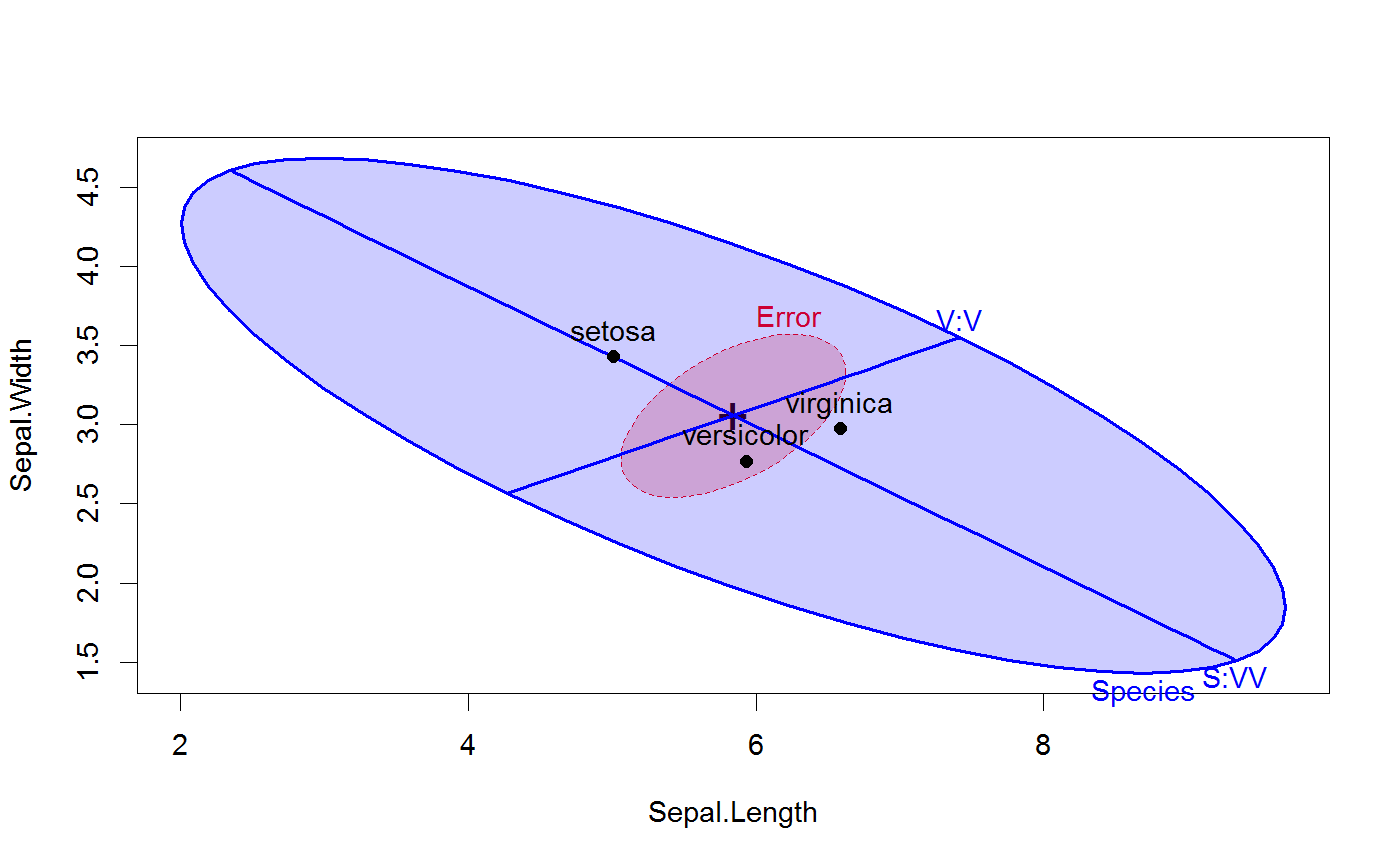 Sepal.Width
4.5
4.0
3.5
3.0
2.5
2.0
1.5
Error
V:V
setosa
virginica
versicolor
S:VV
Species
2
4
6
8
Sepal.Length